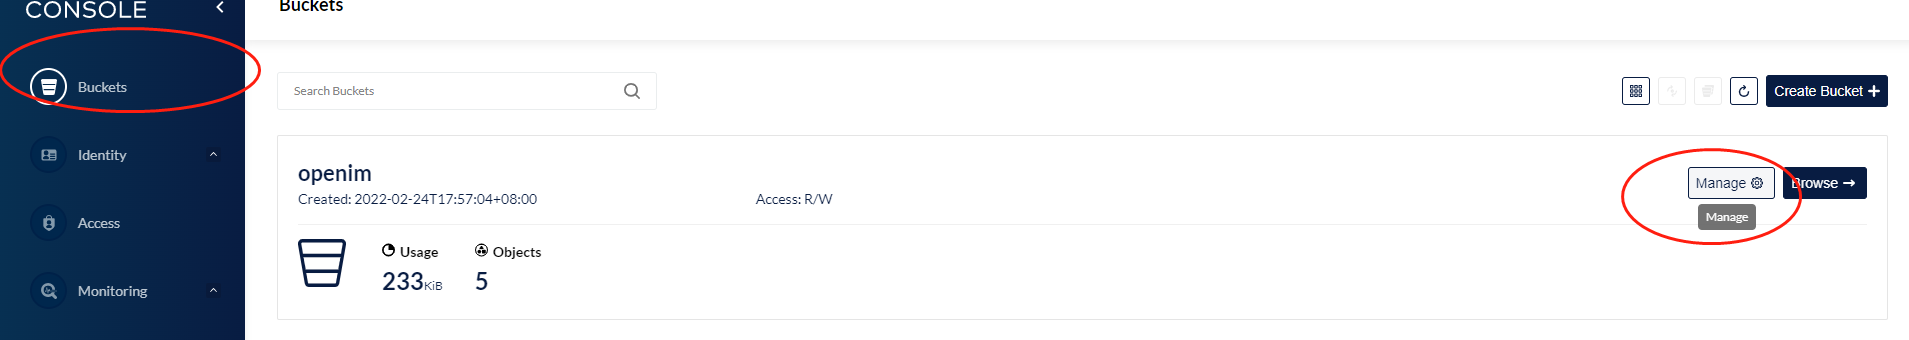 CONSOLE
Buckets
Buckets
Search Buckets
Create Bucket
Identity
openim
Manage
Browse
Created: 2022-02-24T17:57:04+08:00
Access: R/W
Manage
Access
Usage
Objects
233KiB
5
Monitoring